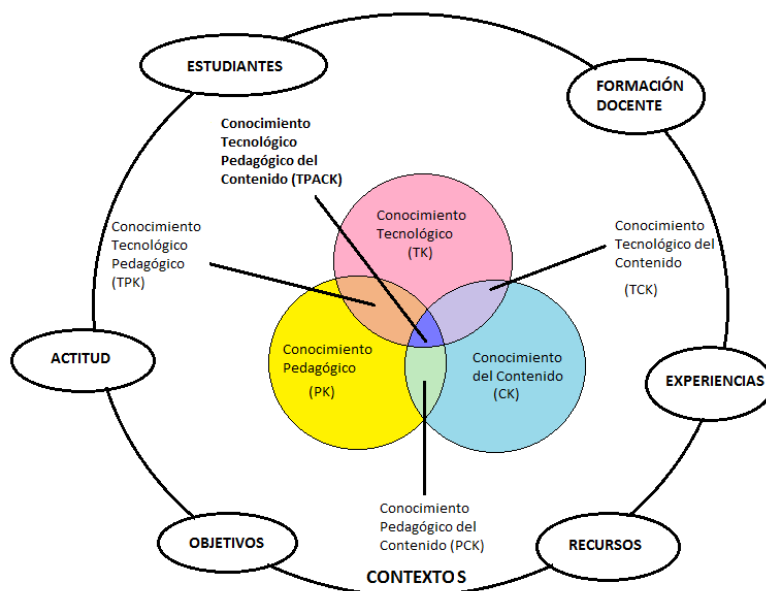 ESTUDIANTES
FORMACIÓN
DOCENTE
Conocimiento
Tecnológico
Pedagógico del
Contenido (TPACK)
Conocimiento
Tecnológico
Pedagógico
(TPK)
Conocimiento
Tecnológico
(TK)
Conocimiento
Tecnológico del
Contenido
(TCK)
ACTITUD
Conocimiento
Pedagógico
(PK)
Conocimiento
del Contenido
(CK)
EXPERIENCIAS
Conocimiento
Pedagógico del
Contenido (PCK)
OBJETIVOS
RECURSOS
CONTEXTOS